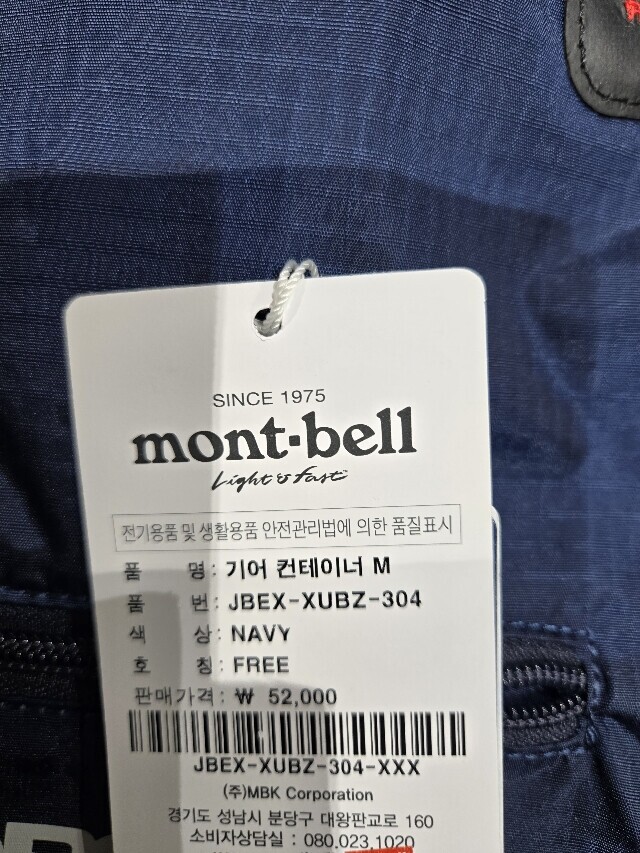 SINCE 1975
mont-bell
Light & Fast
전기용품 및 생활용품 안전관리법에 의한 품질표시
품 명 : 기어 컨테이너 M
품 번 : JBEX-XUBZ-304
색 상 : NAVY
호 칭 : FREE
판매가격 : ₩ 52,000
JBEX-XUBZ-304-XXX
(주)MBK Corporation
경기도 성남시 분당구 대왕판교로 160
소비자상담실 : 080.023.1020